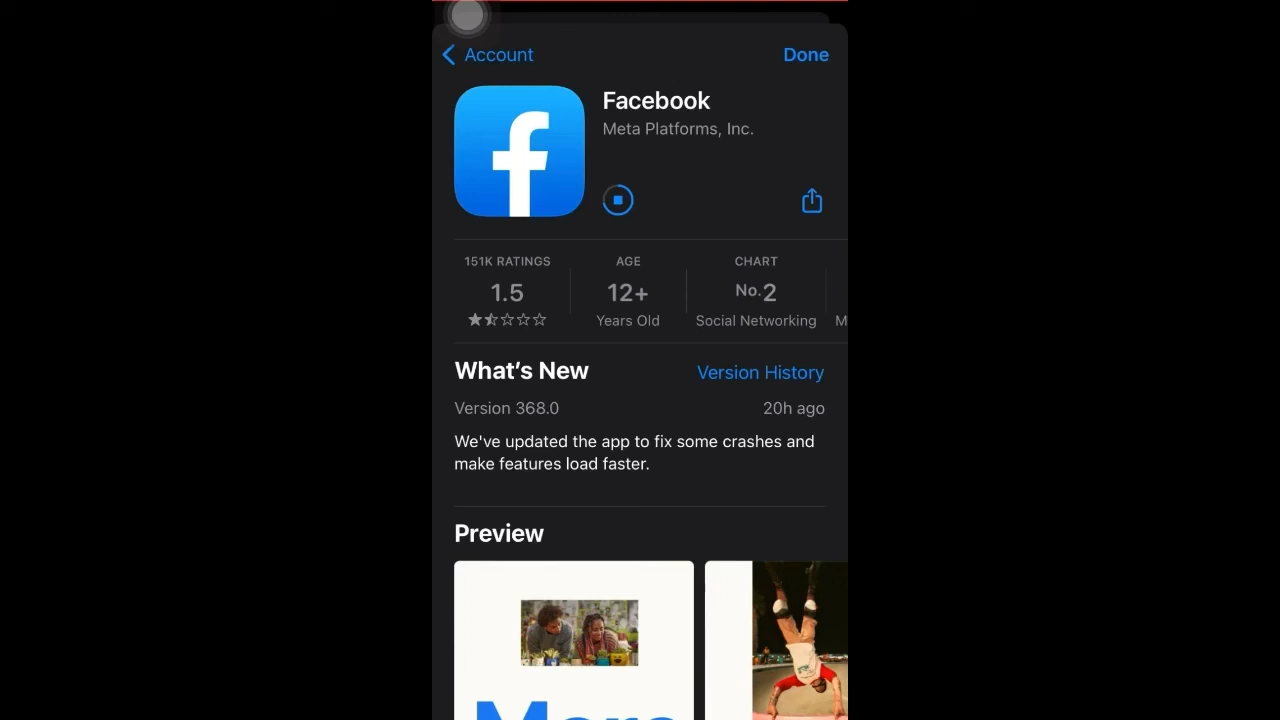 Account
Done
Facebook
Meta Platforms, Inc.
151K RATINGS
1.5
AGE
12+
Years Old
CHART
No.2
Social Networking
M
What's New
Version History
Version 368.0
20h ago
We've updated the app to fix some crashes and
make features load faster.
Preview
More